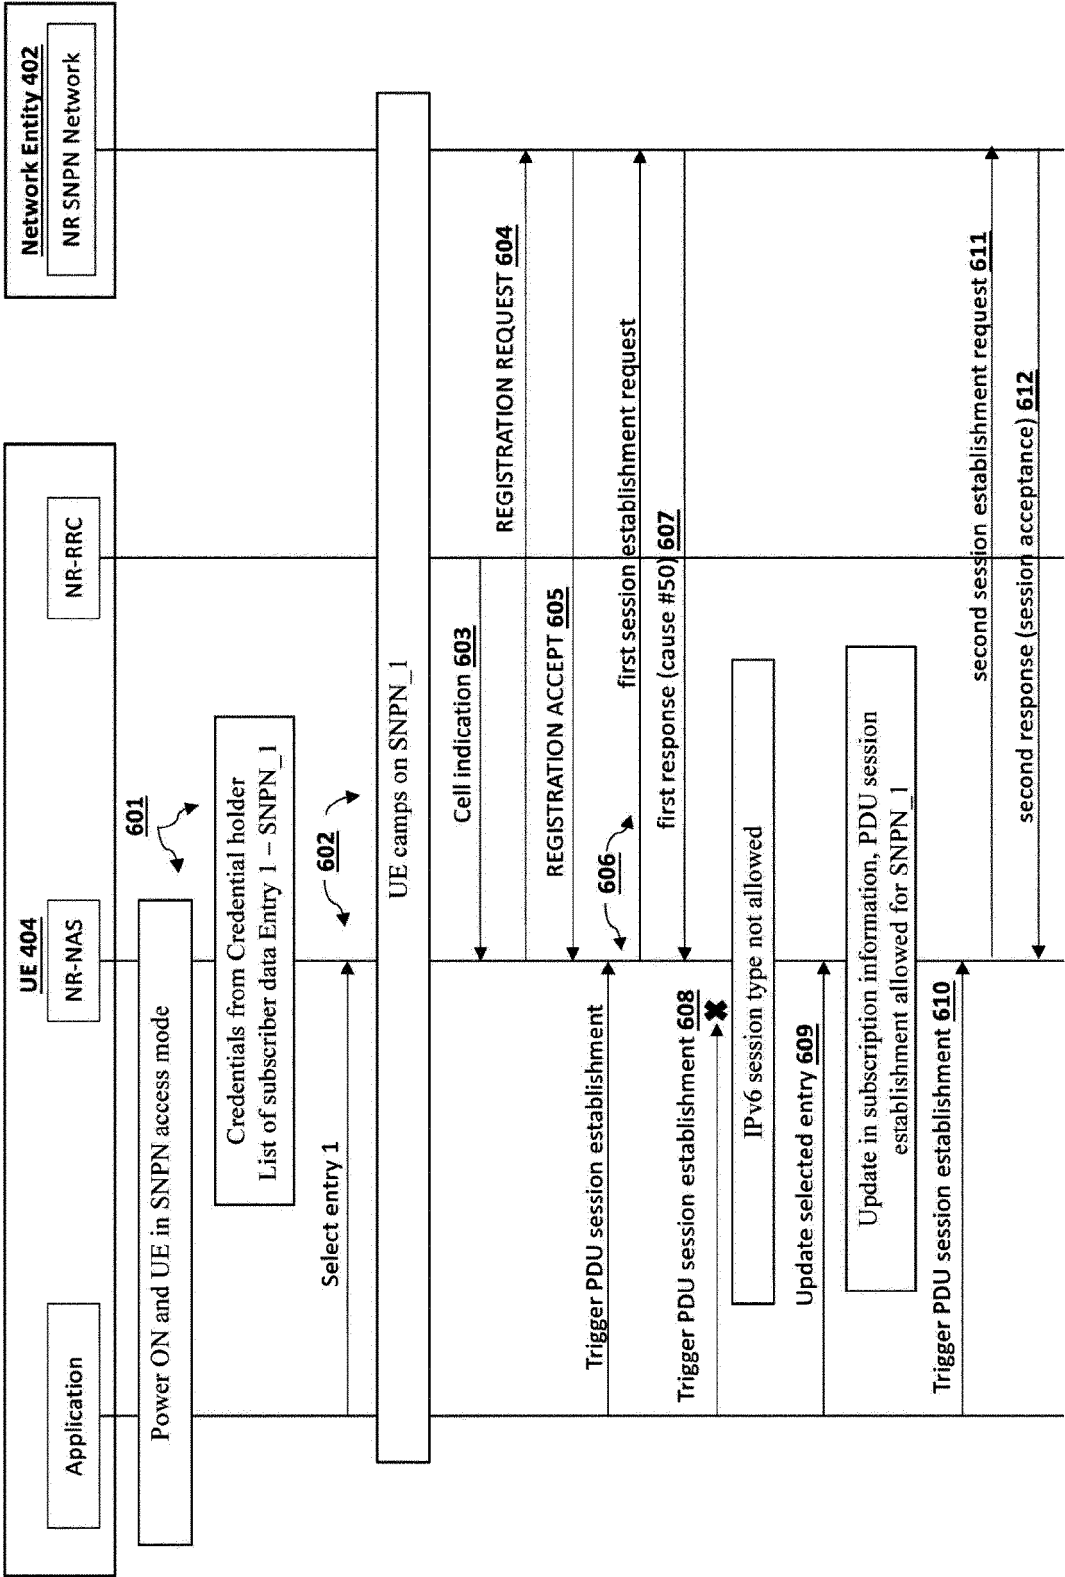 UE 404
Network Entity 402
Application
NR-NAS
NR-RRC
NR SNPN Network
Power ON and UE in SNPN access mode
601
Credentials from Credential holder
List of subscriber data Entry 1 – SNPN_1
Select entry 1
602
UE camps on SNPN_1
Cell indication 603
REGISTRATION REQUEST 604
REGISTRATION ACCEPT 605
Trigger PDU session establishment
606
first session establishment request
first response (cause #50) 607
Trigger PDU session establishment 608
IPv6 session type not allowed
Update selected entry 609
Update in subscription information, PDU session
establishment allowed for SNPN_1
Trigger PDU session establishment 610
second session establishment request 611
second response (session acceptance) 612